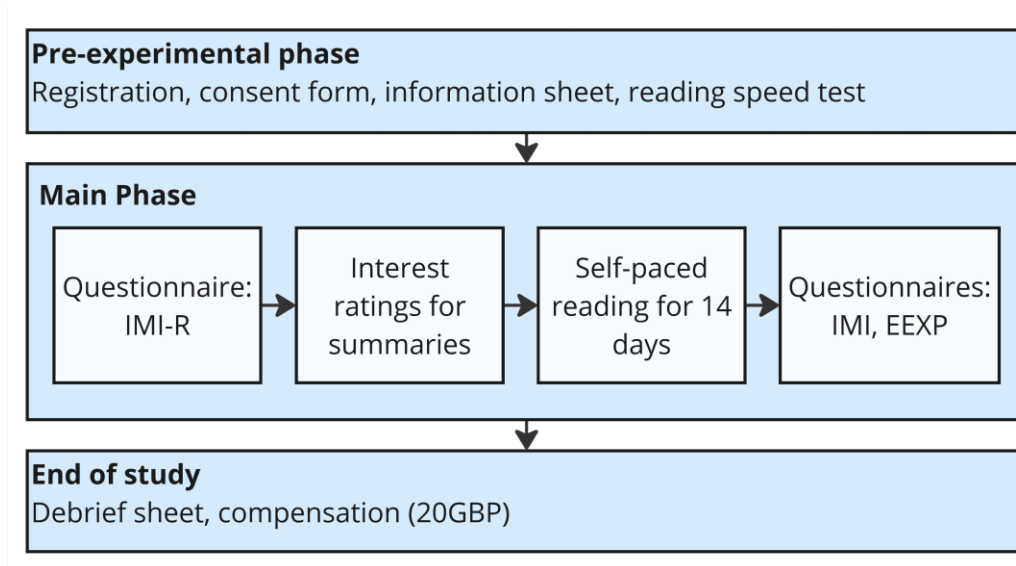 Pre-experimental phase
Registration, consent form, information sheet, reading speed test
Main Phase
Questionnaire:
IMI-R
Interest
ratings for
summaries
Self-paced
reading for 14
days
Questionnaires:
IMI, EEXP
End of study
Debrief sheet, compensation (20GBP)